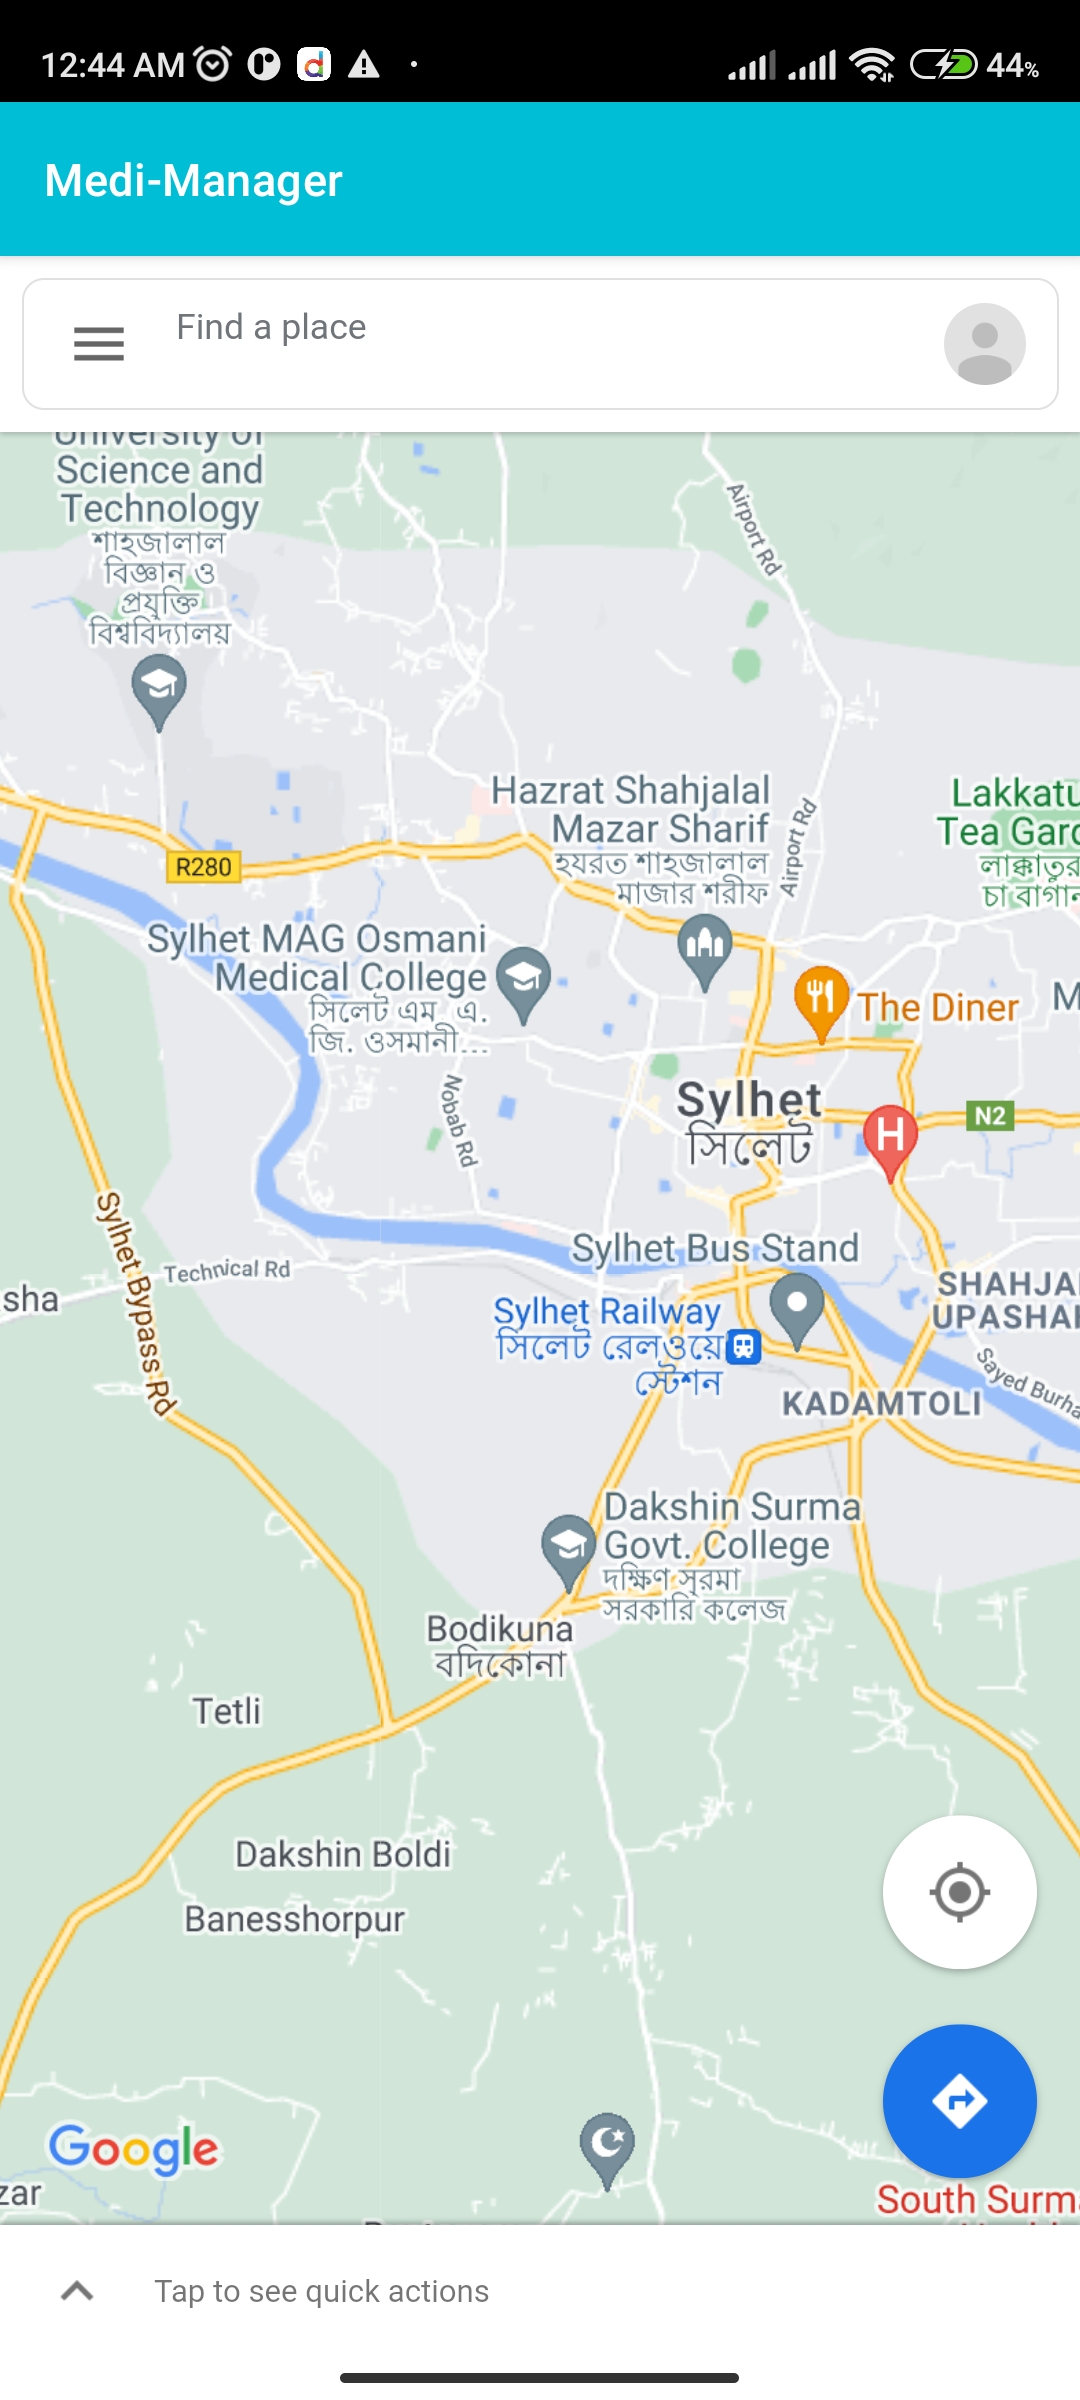 12:44 AM
44%
Medi-Manager
Find a place
University of
Science and
Technology
শাহজালাল
বিজ্ঞান ও
প্রযুক্তি
বিশ্ববিদ্যালয়
Airport Rd
Hazrat Shahjalal
Mazar Sharif
হযরত শাহজালাল
মাজার শরীফ
Airport Rd
Lakkatu
Tea Gard
লাক্কাতুর
চা বাগান
R280
Sylhet MAG Osmani
Medical College
সিলেট এম. এ.
জি. ওসমানী...
The Diner
M
Nobab Rd
Sylhet
সিলেট
H
N2
Sylhet Bypass Rd
Technical Rd
sha
Sylhet Bus Stand
Sylhet Railway
সিলেট রেলওয়ে
স্টেশন
SHAHJA
UPASHA
Sayed Burha
KADAMTOLI
Dakshin Surma
Govt. College
দক্ষিণ সুরমা
সরকারি কলেজ
Bodikuna
বদিকোনা
Tetli
Dakshin Boldi
Banesshorpur
Google
zar
South Surma
Tap to see quick actions